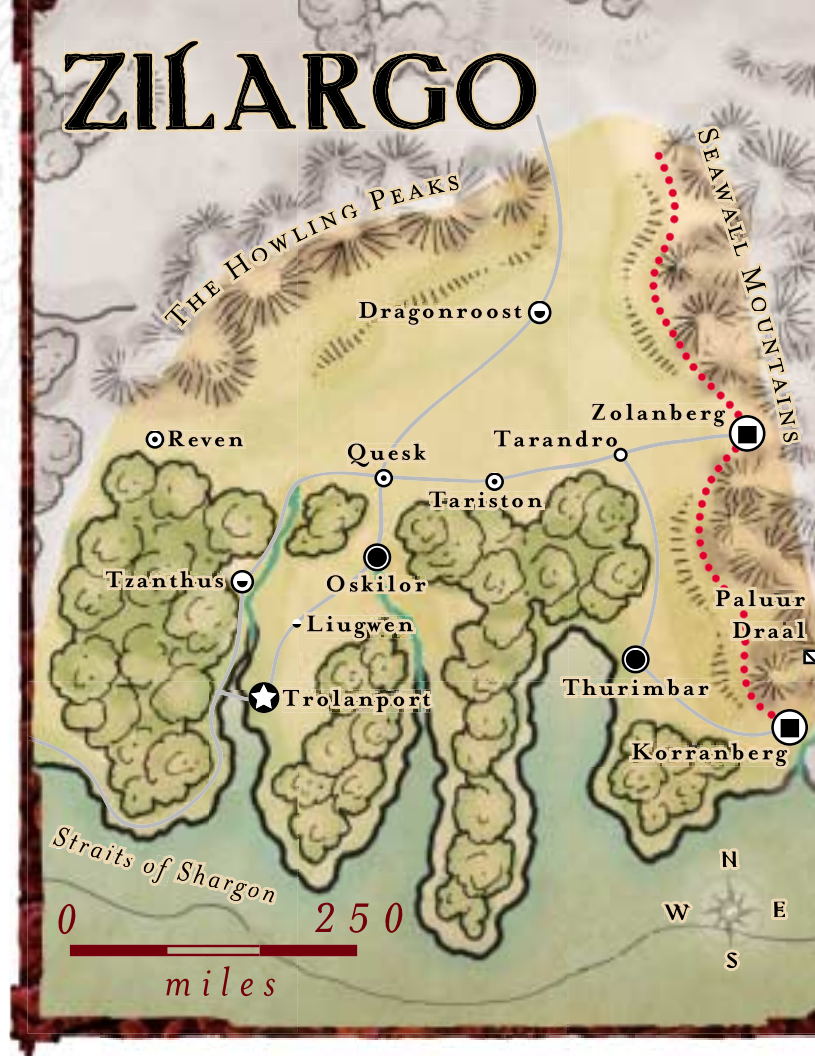 ZILARGO
SEAWALL MOUNTAINS
THE HOWLING PEAKS
Dragonroost
Zolanberg
Reven
Quesk
Tarandro
Tariston
Tzanthus
Oskilor
Paluur
Draal
Liugwen
Trolanport
Thurimbar
Korranberg
Straits of Shargon
N
W E
S
0 250
miles